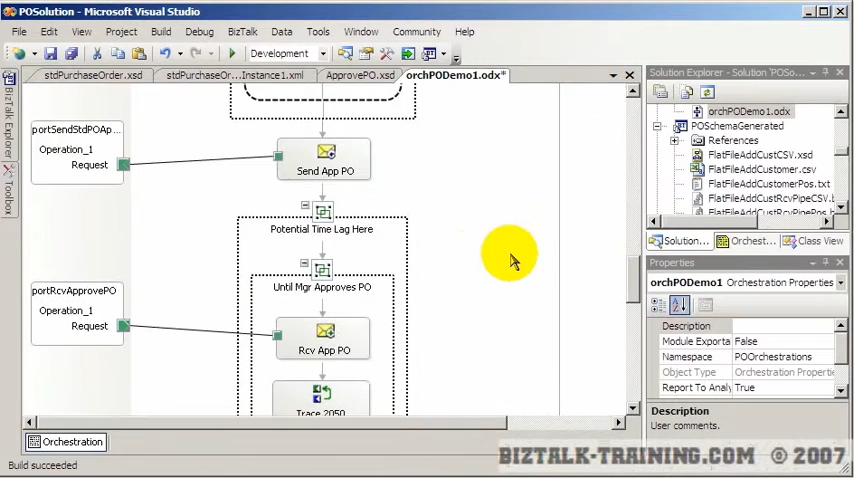 POSolution - Microsoft Visual Studio
File Edit View Project Build Debug BizTalk Data Tools Window Community Help
Development
stdPurchaseOrder.xsd stdPurchaseOr...Instance1.xml ApprovePO.xsd orchPODemo1.odx*
BizTalk Explorer
Toolbox
portSendStdPOAp...
Operation_1
Request
Send App PO
Potential Time Lag Here
Until Mgr Approves PO
portRcvApprovePO
Operation_1
Request
Rcv App PO
Trace 2050
Orchestration
Build succeeded
Solution Explorer - Solution 'POSo...
orchPODemo1.odx
POSchemaGenerated
References
FlatFileAddCustCSV.xsd
FlatFileAddCustomer.csv
FlatFileAddCustomerPos.txt
FlatFileAddCustRcvPipeCSV.b
FlatFileAddCustRcvPipePos.b
Solution... Orchest... Class View
Properties
orchPODemo1 Orchestration Properties
Description
Module Exporta False
Namespace POOrchestrations
Object Type Orchestration Propertie
Report To Analy True
Description
User comments.
BIZTALK-TRAINING.COM © 2007